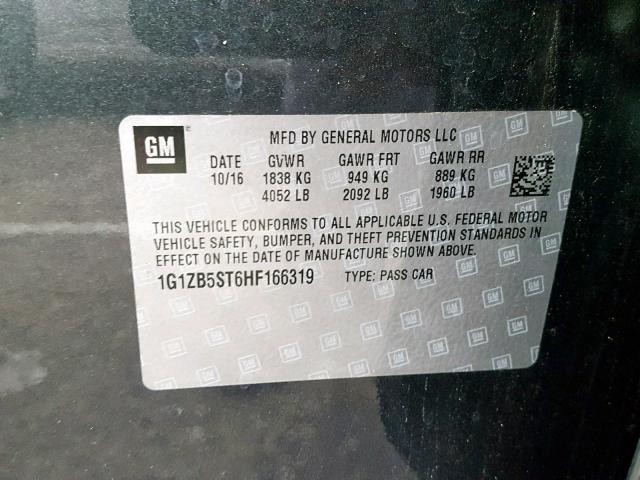 GM
MFD BY GENERAL MOTORS LLC
DATE GVWR GAWR FRT GAWR RR
10/16 1838 KG 949 KG 889 KG
4052 LB 2092 LB 1960 LB
THIS VEHICLE CONFORMS TO ALL APPLICABLE U.S. FEDERAL MOTOR
VEHICLE SAFETY, BUMPER, AND THEFT PREVENTION STANDARDS IN
EFFECT ON THE DATE OF MANUFACTURE SHOWN ABOVE.
1G1ZB5ST6HF166319 TYPE: PASS CAR